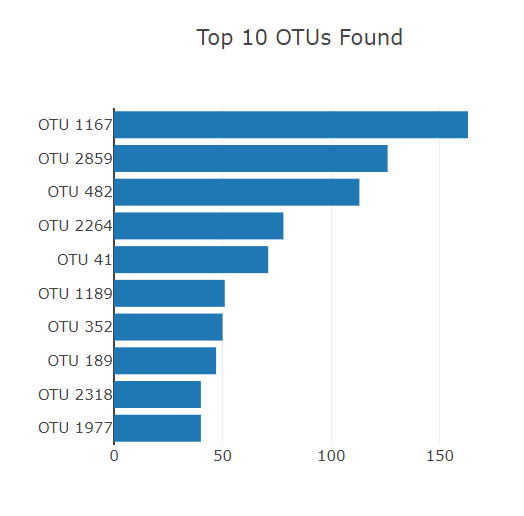 Top 10 OTUs Found
OTU 1167
OTU 2859
OTU 482
OTU 2264
OTU 41
OTU 1189
OTU 352
OTU 189
OTU 2318
OTU 1977
0 50 100 150